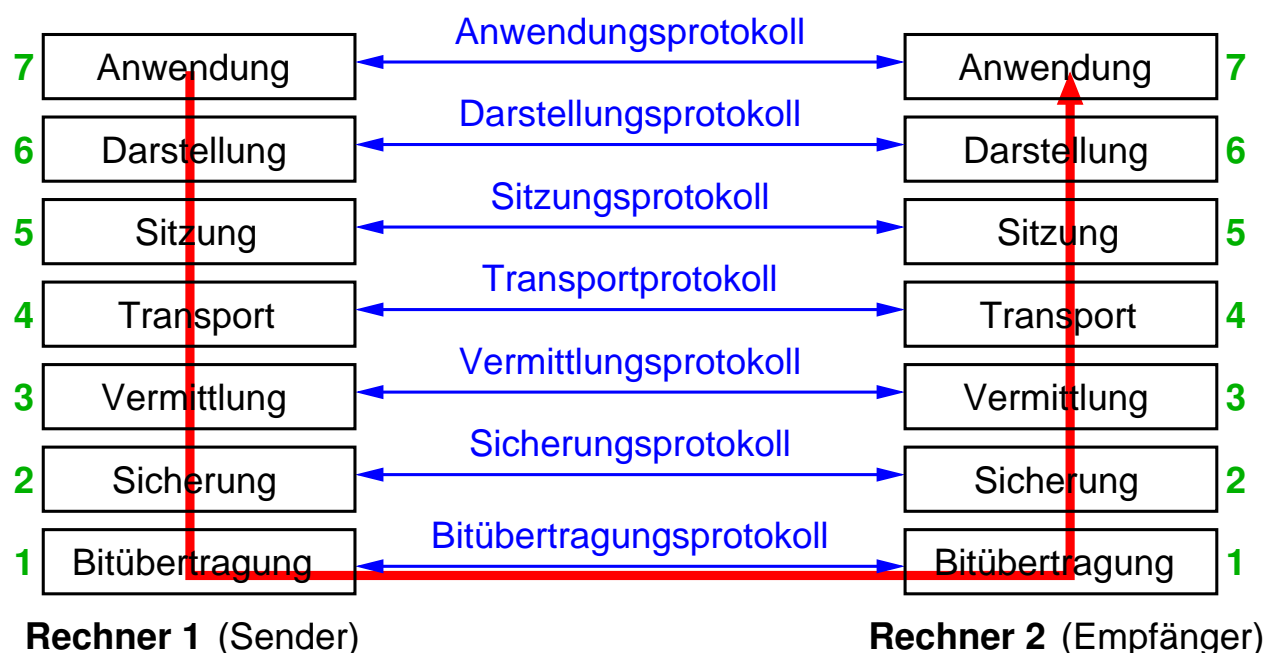 Anwendungsprotokoll
7 Anwendung Anwendung 7
Darstellungsprotokoll
6 Darstellung Darstellung 6
Sitzungsprotokoll
5 Sitzung Sitzung 5
Transportprotokoll
4 Transport Transport 4
Vermittlungsprotokoll
3 Vermittlung Vermittlung 3
Sicherungsprotokoll
2 Sicherung Sicherung 2
Bitübertragungsprotokoll
1 Bitübertragung Bitübertragung 1
Rechner 1 (Sender) Rechner 2 (Empfänger)